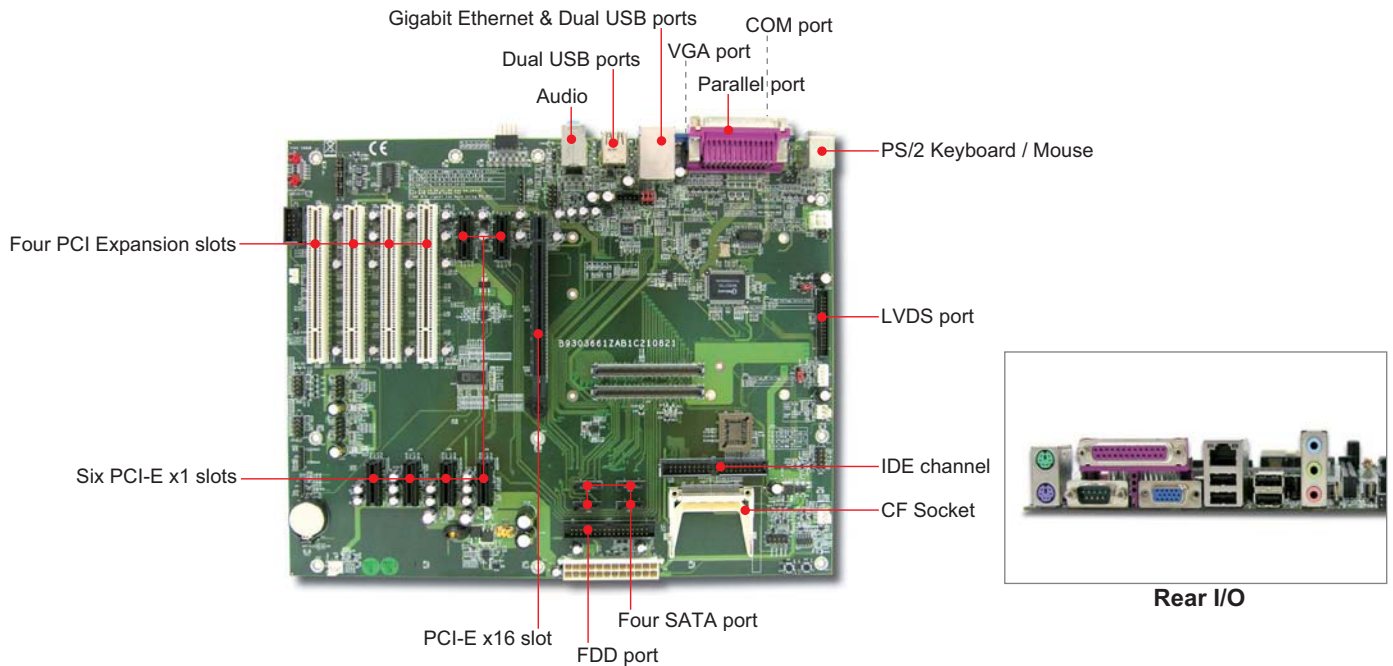 Gigabit Ethernet & Dual USB ports
COM port
VGA port
Dual USB ports
Parallel port
Audio
PS/2 Keyboard / Mouse
CE
Four PCI Expansion slots
LVDS port
B9303661ZAB1C210821
Six PCI-E x1 slots
IDE channel
CF Socket
Rear I/O
Four SATA port
PCI-E x16 slot
FDD port